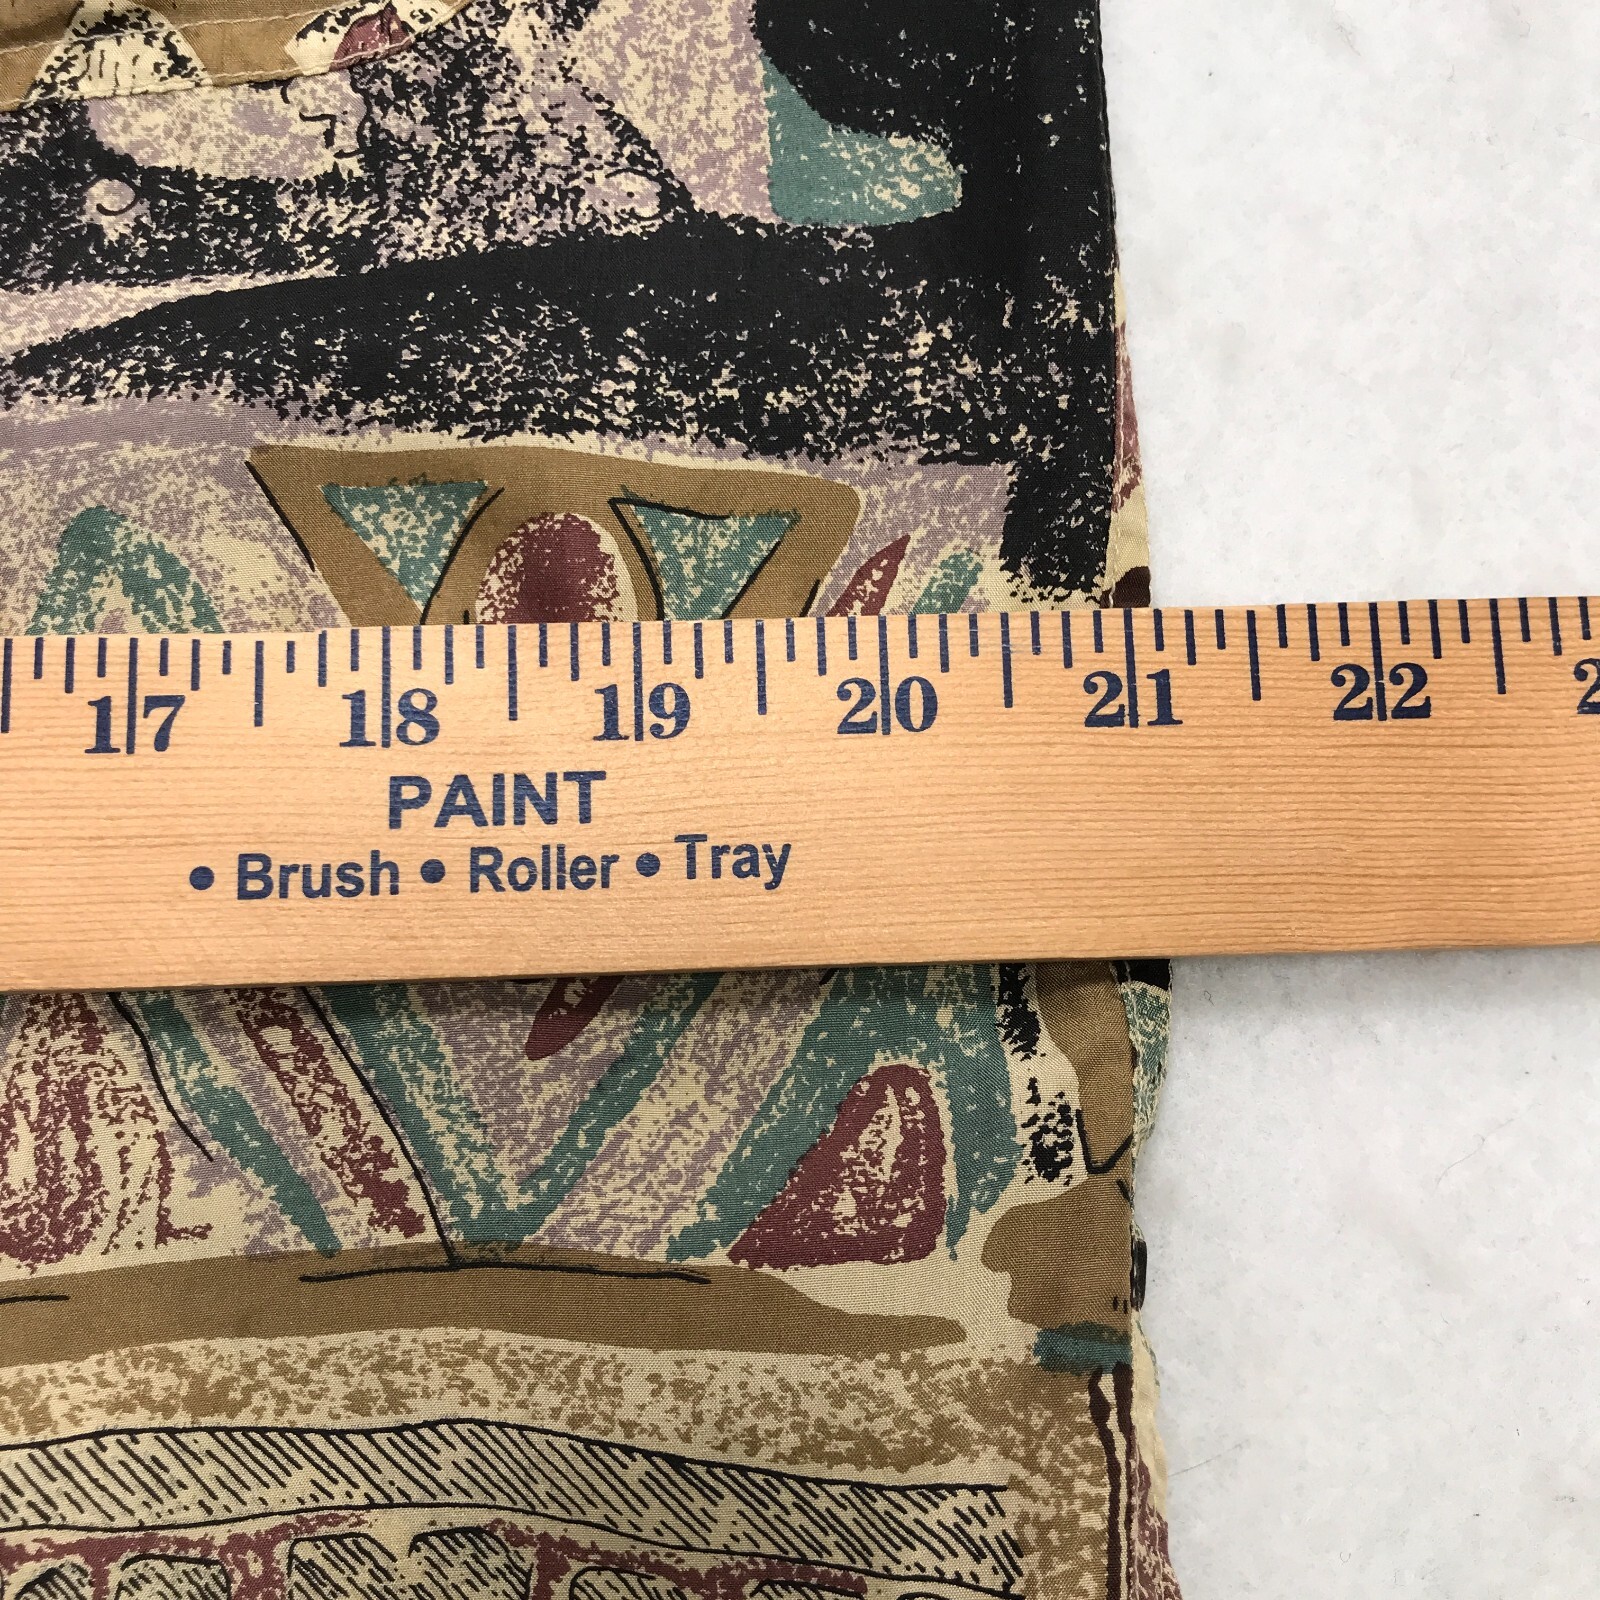 17 18 19 20 21 22
PAINT
• Brush • Roller • Tray